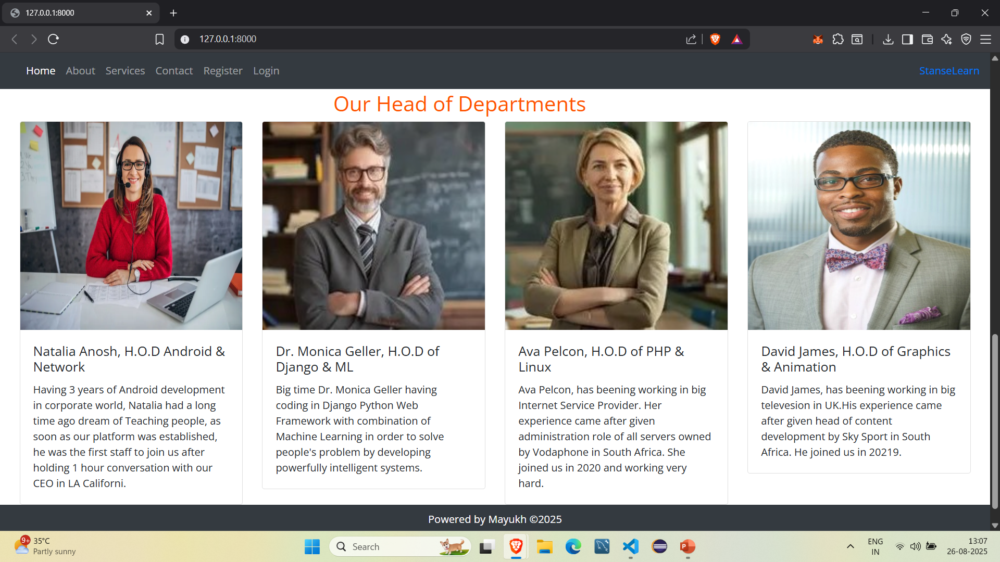 127.0.0.1:8000
127.0.0.1:8000
Home About Services Contact Register Login StanseLearn
Our Head of Departments
Natalia Anosh, H.O.D Android &
Network
Having 3 years of Android development
in corporate world, Natalia had a long
time ago dream of Teaching people, as
soon as our platform was established,
he was the first staff to join us after
holding 1 hour conversation with our
CEO in LA Californi.
Dr. Monica Geller, H.O.D of
Django & ML
Big time Dr. Monica Geller having
coding in Django Python Web
Framework with combination of
Machine Learning in order to solve
people's problem by developing
powerfully intelligent systems.
Ava Pelcon, H.O.D of PHP &
Linux
Ava Pelcon, has beening working in big
Internet Service Provider. Her
experience came after given
administration role of all servers owned
by Vodaphone in South Africa. She
joined us in 2020 and working very
hard.
David James, H.O.D of Graphics
& Animation
David James, has beening working in big
televesion in UK.His experience came
after given head of content
development by Sky Sport in South
Africa. He joined us in 20219.
Powered by Mayukh ©2025
9+
35°C
Partly sunny
Search
ENG
IN
13:07
26-08-2025